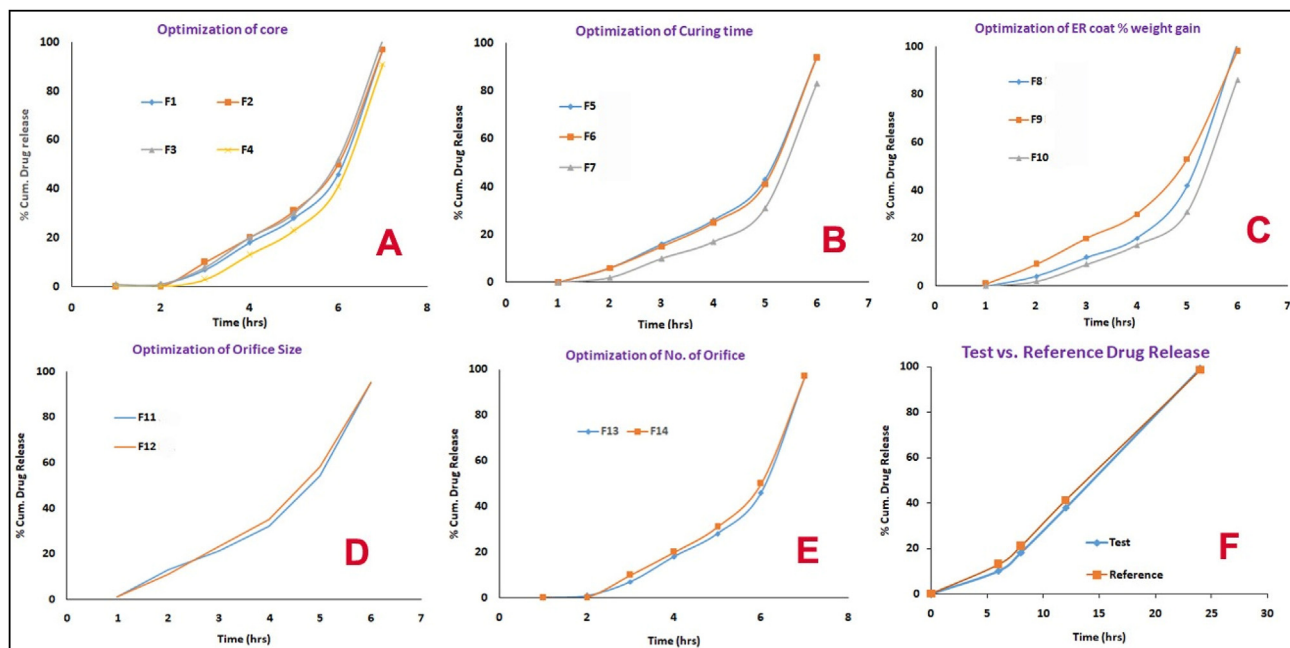 Optimization of core
100
80
60
40
20
0
0 2 4 6 8
% Cum. Drug release
Time (hrs)
F1 F2
F3 F4
A
Optimization of Curing time
100
80
60
40
20
0
0 1 2 3 4 5 6 7
% Cum. Drug Release
Time (hrs)
F5
F6
F7
B
Optimization of ER coat % weight gain
100
80
60
40
20
0
0 1 2 3 4 5 6 7
% Cum. Drug Release
Time (hrs)
F8
F9
F10
C
Optimization of Orifice Size
100
80
60
40
20
0
0 1 2 3 4 5 6 7
% Cum. Drug Release
Time (hrs)
F11
F12
D
Optimization of No. of Orifice
100
80
60
40
20
0
0 2 4 6 8
% Cum. Drug Release
Time (hrs)
F13 F14
E
Test vs. Reference Drug Release
100
80
60
40
20
0
0 5 10 15 20 25 30
% Cum. Drug Release
Time (hrs)
Test
Reference
F